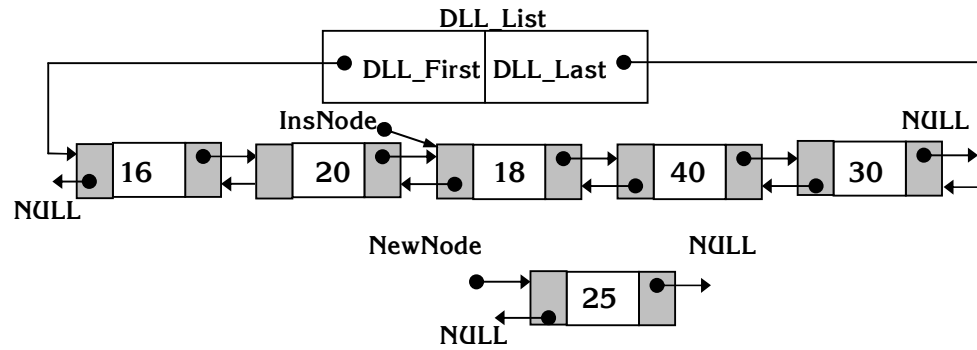 DLL_List
DLL_First DLL_Last
InsNode
NULL
16 20 18 40 30
NULL
NewNode NULL
25
NULL